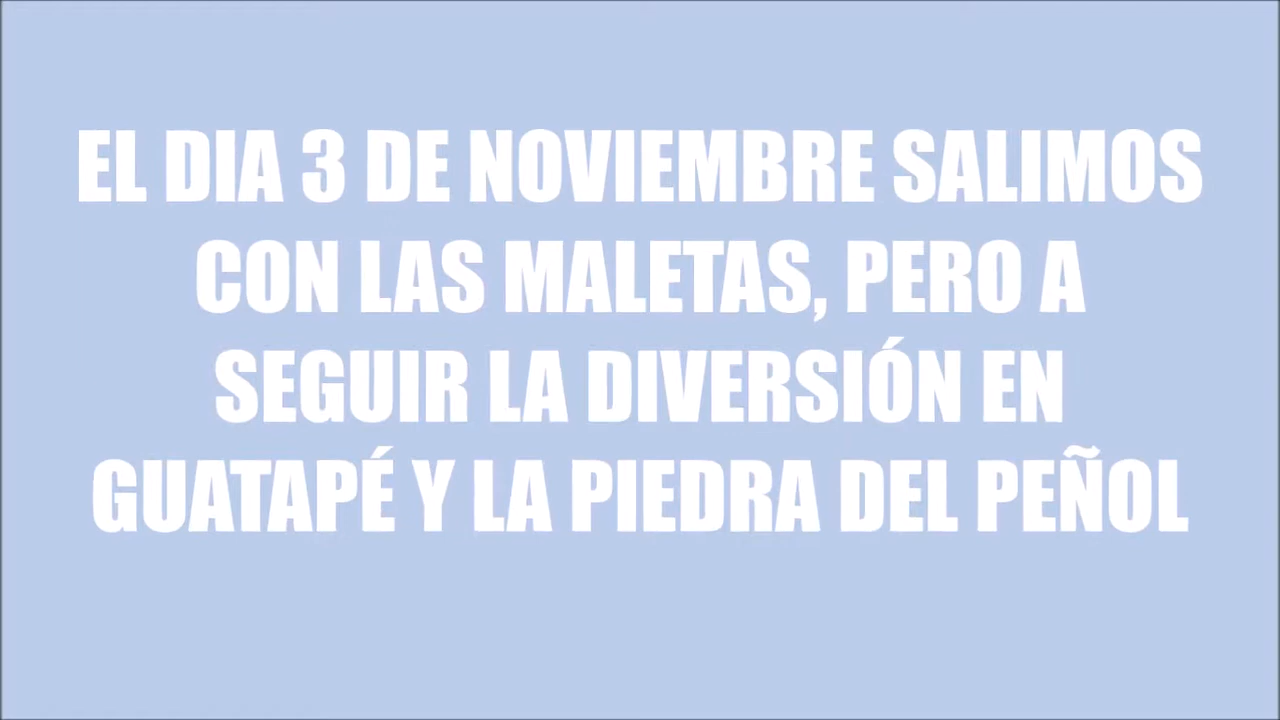 EL DIA 3 DE NOVIEMBRE SALIMOS
CON LAS MALETAS, PERO A
SEGUIR LA DIVERSIÓN EN
GUATAPÉ Y LA PIEDRA DEL PEÑOL